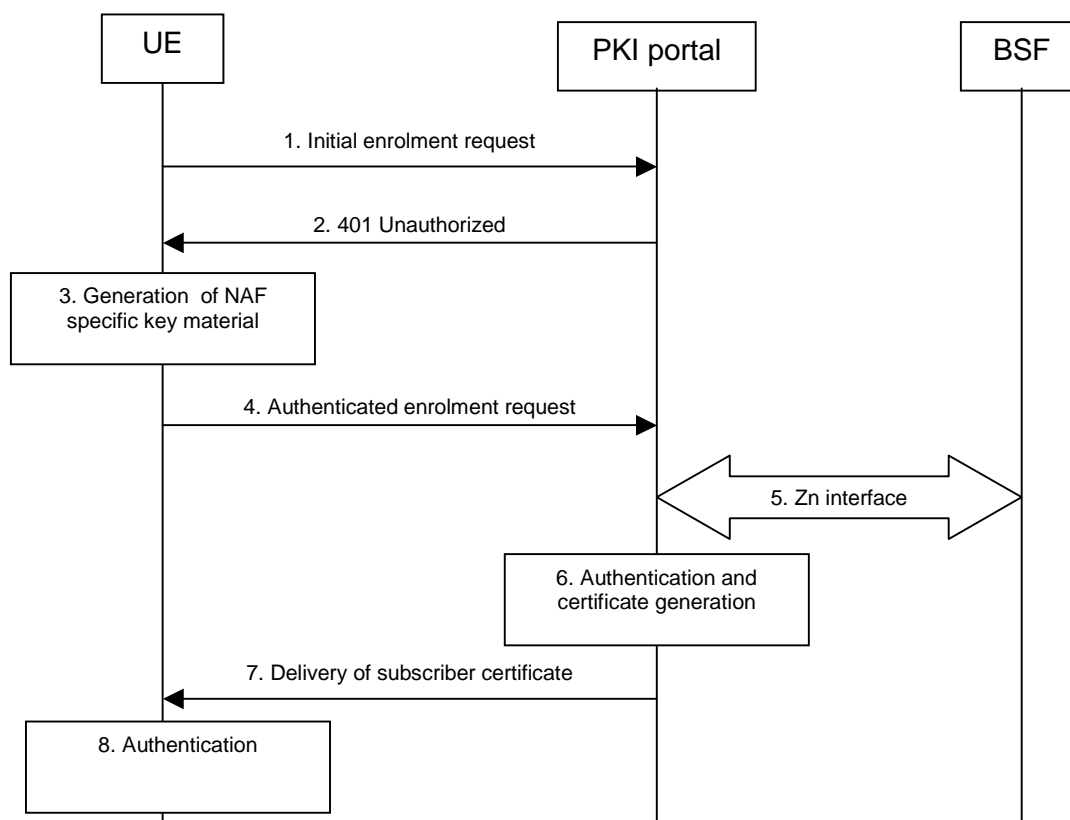 UE
PKI portal
BSF
1. Initial enrolment request
2. 401 Unauthorized
3. Generation of NAF
specific key material
4. Authenticated enrolment request
5. Zn interface
6. Authentication and
certificate generation
7. Delivery of subscriber certificate
8. Authentication